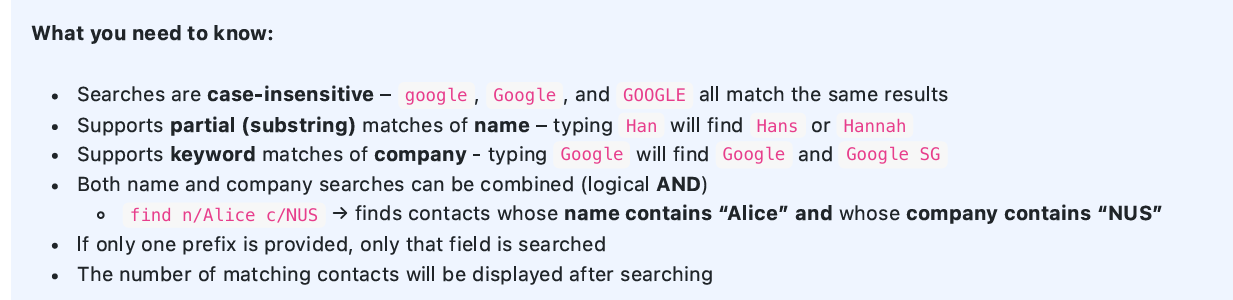 What you need to know:
• Searches are case-insensitive – google, Google, and GOOGLE all match the same results
• Supports partial (substring) matches of name – typing Han will find Hans or Hannah
• Supports keyword matches of company - typing Google will find Google and Google SG
• Both name and company searches can be combined (logical AND)
◦ find n/Alice c/NUS → finds contacts whose name contains “Alice” and whose company contains “NUS”
• If only one prefix is provided, only that field is searched
• The number of matching contacts will be displayed after searching